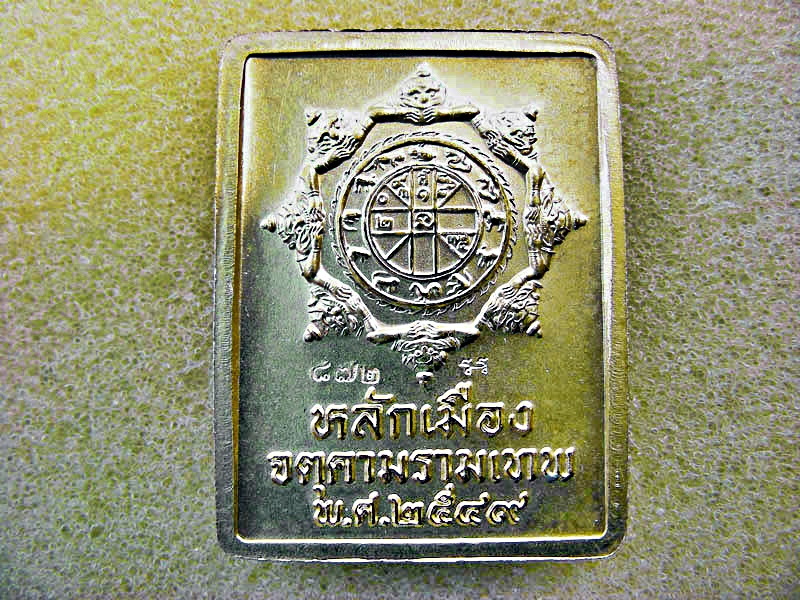 ๘๗๒
หลักเมือง
จตุคามรามเทพ
พ.ศ.๒๕๔๙